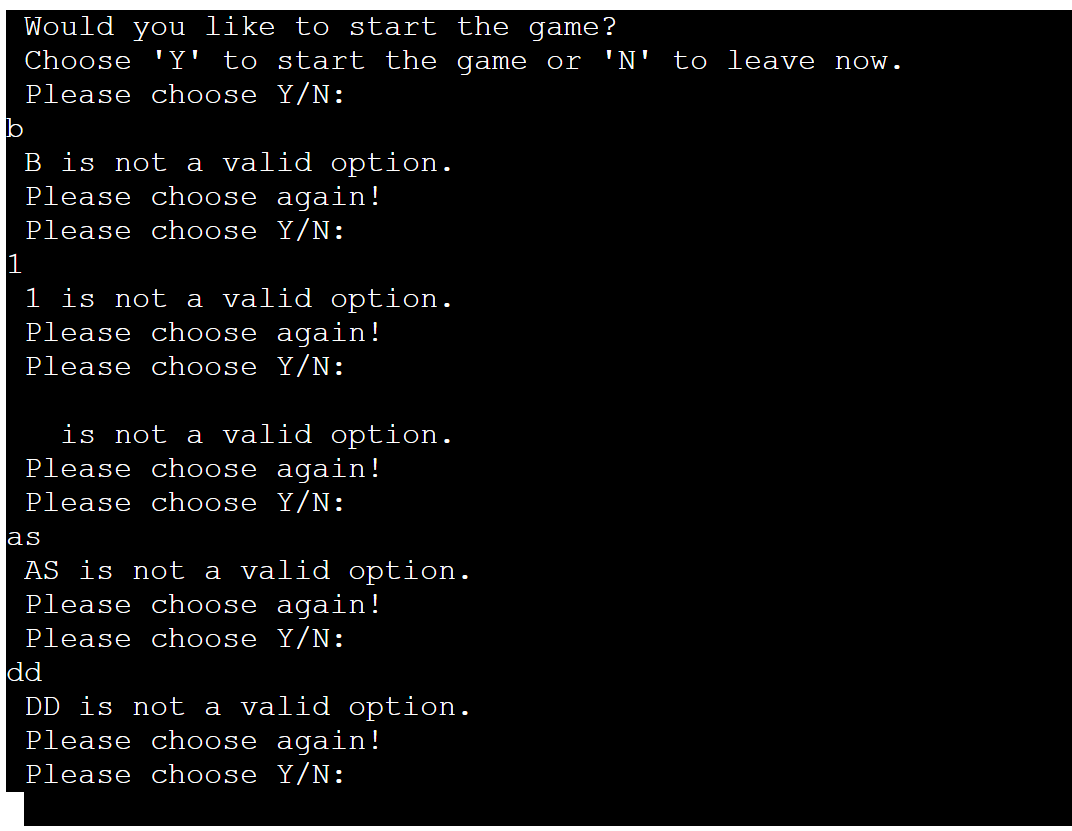 Would you like to start the game?
Choose 'Y' to start the game or 'N' to leave now.
Please choose Y/N:
b
B is not a valid option.
Please choose again!
Please choose Y/N:
1
1 is not a valid option.
Please choose again!
Please choose Y/N:
is not a valid option.
Please choose again!
Please choose Y/N:
as
AS is not a valid option.
Please choose again!
Please choose Y/N:
dd
DD is not a valid option.
Please choose again!
Please choose Y/N: